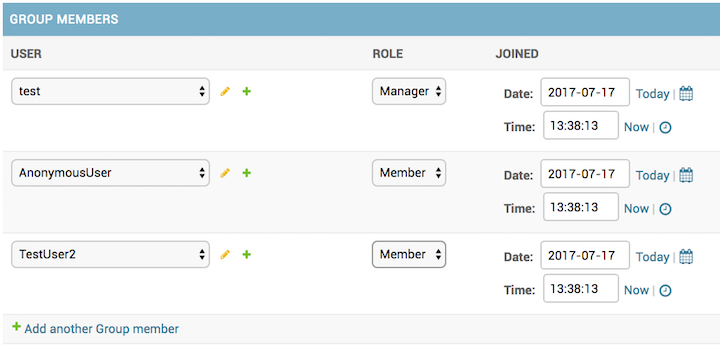 GROUP MEMBERS
USER ROLE JOINED
test Manager Date: 2017-07-17 Today
Time: 13:38:13 Now
AnonymousUser Member Date: 2017-07-17 Today
Time: 13:38:13 Now
TestUser2 Member Date: 2017-07-17 Today
Time: 13:38:13 Now
Add another Group member